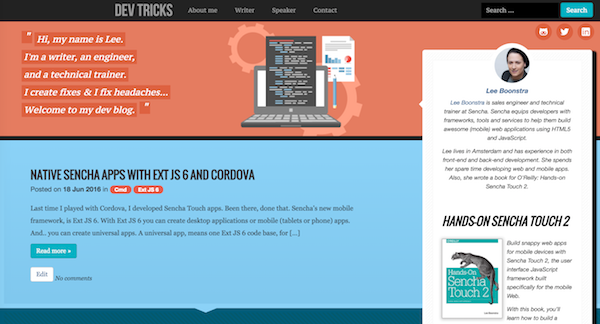 DEV TRICKS
About me
Writer
Speaker
Contact
Search ...
Search
" Hi, my name is Lee.
I'm a writer, an engineer,
and a technical trainer.
I create fixes & I fix headaches...
Welcome to my dev blog. "
NATIVE SENCHA APPS WITH EXT JS 6 AND CORDOVA
Posted on 18 Jun 2016 in Cmd Ext JS 6
Last time I played with Cordova, I developed Sencha Touch apps. Been there, done that. Sencha's new mobile
framework, is Ext JS 6. With Ext JS 6 you can create desktop applications or mobile (tablets or phone) apps.
And.. you can create universal apps. A universal app, means one Ext JS 6 code base, for [...]
Read more »
Edit
No comments
Lee Boonstra
Lee Boonstra is sales engineer and technical
trainer at Sencha. Sencha equips developers with
frameworks, tools and services to help them build
awesome (mobile) web applications using HTML5
and JavaScript.
Lee lives in Amsterdam and has experience in both
front-end and back-end development. She spends
her spare time developing web and mobile apps.
Also, she wrote a book for O'Reilly: Hands-on
Sencha Touch 2.
HANDS-ON SENCHA TOUCH 2
Hands-On
Sencha
Touch 2
Build snappy web apps
for mobile devices with
Sencha Touch 2, the user
interface JavaScript
framework built
specifically for the mobile
Web.
With this book, you'll
learn how to build a